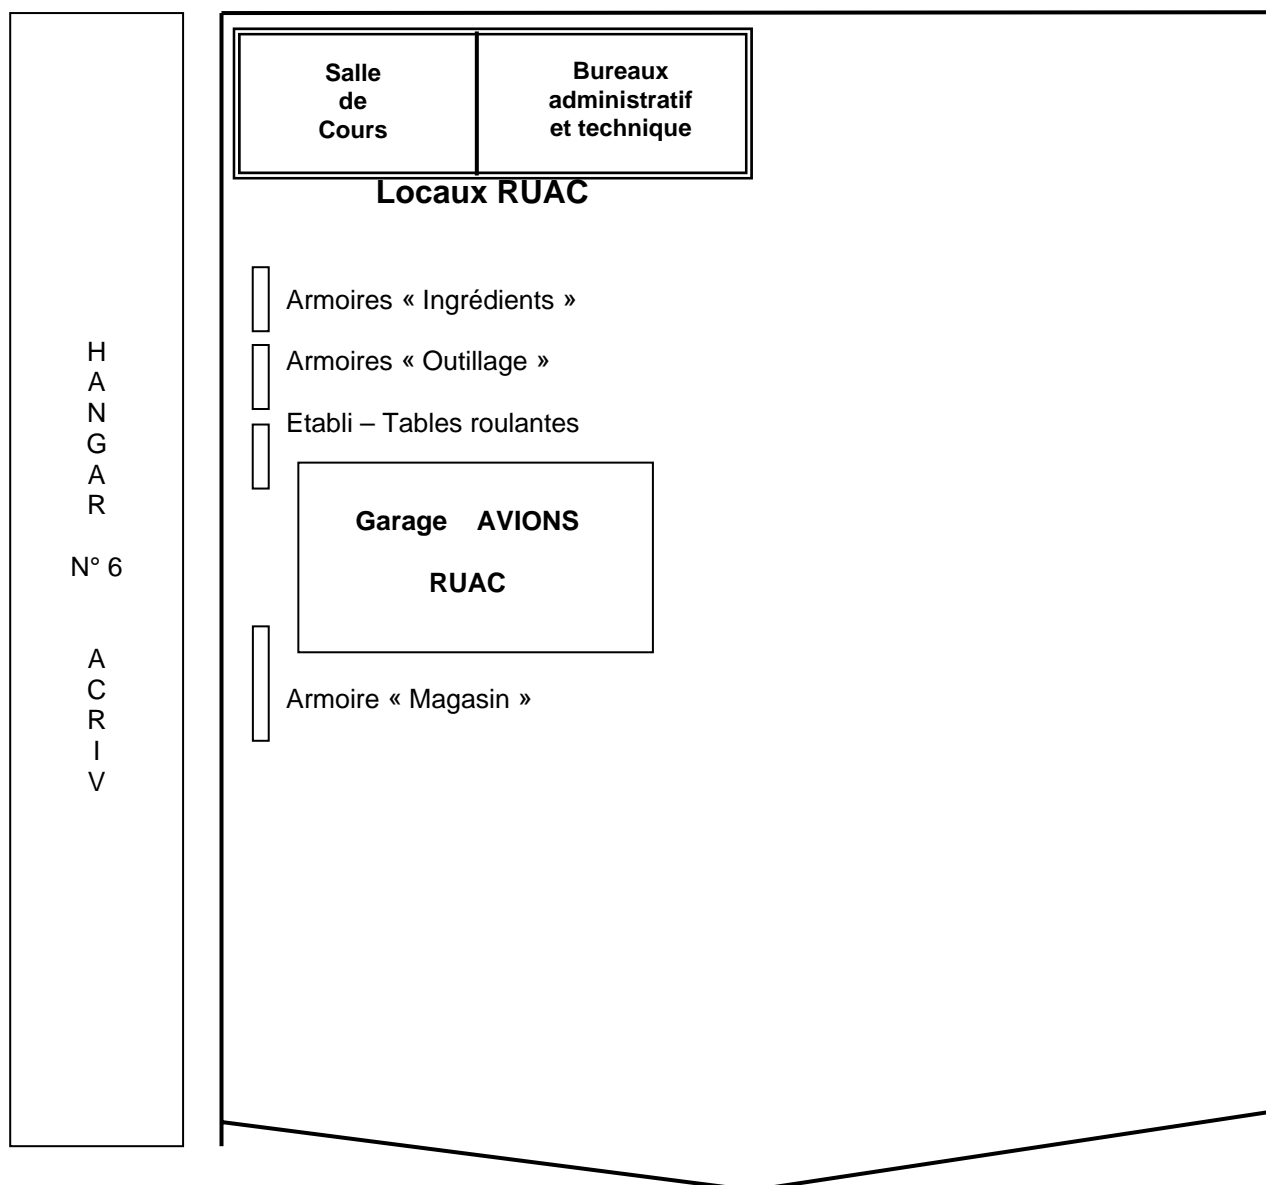 H
A
N
G
A
R
N° 6
A
C
R
I
V
Salle
de
Cours
Bureaux
administratif
et technique
Locaux RUAC
Armoires « Ingrédients »
Armoires « Outillage »
Etabli – Tables roulantes
Garage AVIONS
RUAC
Armoire « Magasin »